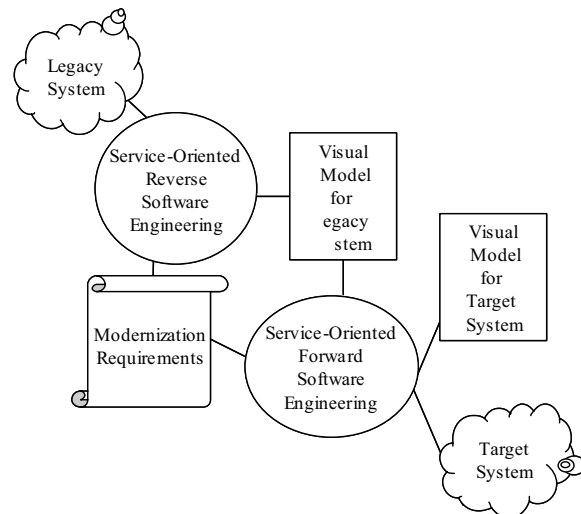 Legacy
System
Service-Oriented
Reverse
Software
Engineering
Visual
Model
for
egacy
stem
Visual
Model
for
Target
System
Modernization
Requirements
Service-Oriented
Forward
Software
Engineering
Target
System